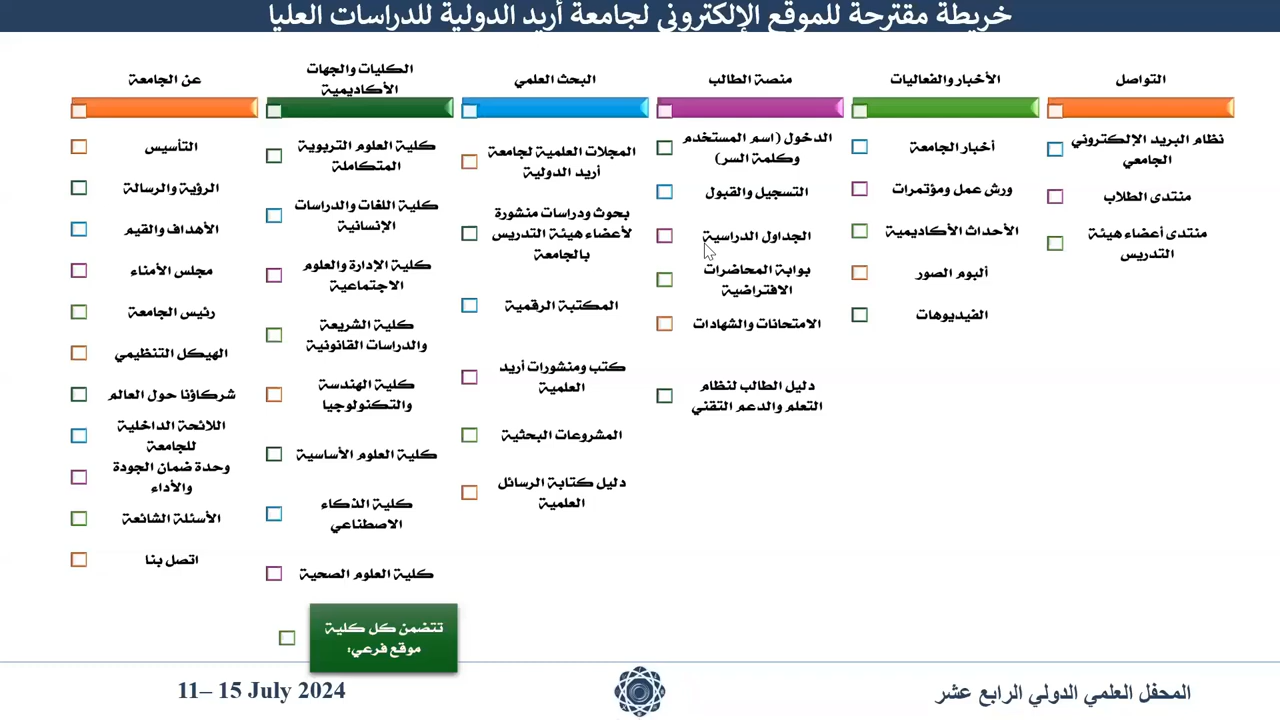 خريطة مقترحة للموقع الإلكتروني لجامعة أريد الدولية للدراسات العليا
التواصل
نظام البريد الإلكتروني
الجامعي
منتدى الطلاب
منتدى أعضاء هيئة
التدريس
الأخبار والفعاليات
أخبار الجامعة
ورش عمل ومؤتمرات
الأحداث الأكاديمية
ألبوم الصور
الفيديوهات
منصة الطالب
الدخول (اسم المستخدم
وكلمة السر)
التسجيل والقبول
الجداول الدراسية
بوابة المحاضرات
الافتراضية
الامتحانات والشهادات
دليل الطالب لنظام
التعلم والدعم التقني
البحث العلمي
المجلات العلمية لجامعة
أريد الدولية
بحوث ودراسات منشورة
لأعضاء هيئة التدريس
بالجامعة
المكتبة الرقمية
كتب ومنشورات أريد
العلمية
المشروعات البحثية
دليل كتابة الرسائل
العلمية
الكليات والجهات
الأكاديمية
كلية العلوم التربوية
المتكاملة
كلية اللغات والدراسات
الإنسانية
كلية الإدارة والعلوم
الاجتماعية
كلية الشريعة
والدراسات القانونية
كلية الهندسة
والتكنولوجيا
كلية العلوم الأساسية
كلية الذكاء
الاصطناعي
كلية العلوم الصحية
تتضمن كل كلية
موقع فرعي:
عن الجامعة
التأسيس
الرؤية والرسالة
الأهداف والقيم
مجلس الأمناء
رئيس الجامعة
الهيكل التنظيمي
شركاؤنا حول العالم
اللائحة الداخلية
للجامعة
وحدة ضمان الجودة
والأداء
الأسئلة الشائعة
اتصل بنا
المحفل العلمي الدولي الرابع عشر
11– 15 July 2024